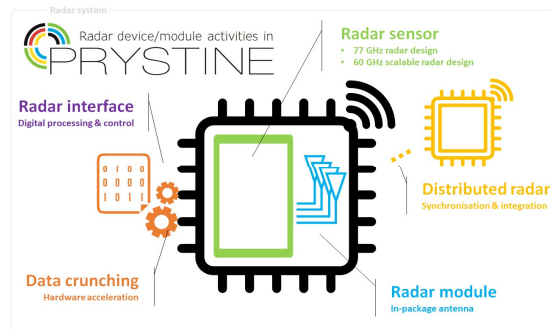 Radar system
Radar device/module activities in
PRYSTINE
Radar sensor
• 77 GHz radar design
• 60 GHz scalable radar design
Radar interface
Digital processing & control
0 1 0 0
0 0 0 0
1 0 1 1
Distributed radar
Synchronisation & integration
Data crunching
Hardware acceleration
Radar module
In-package antenna